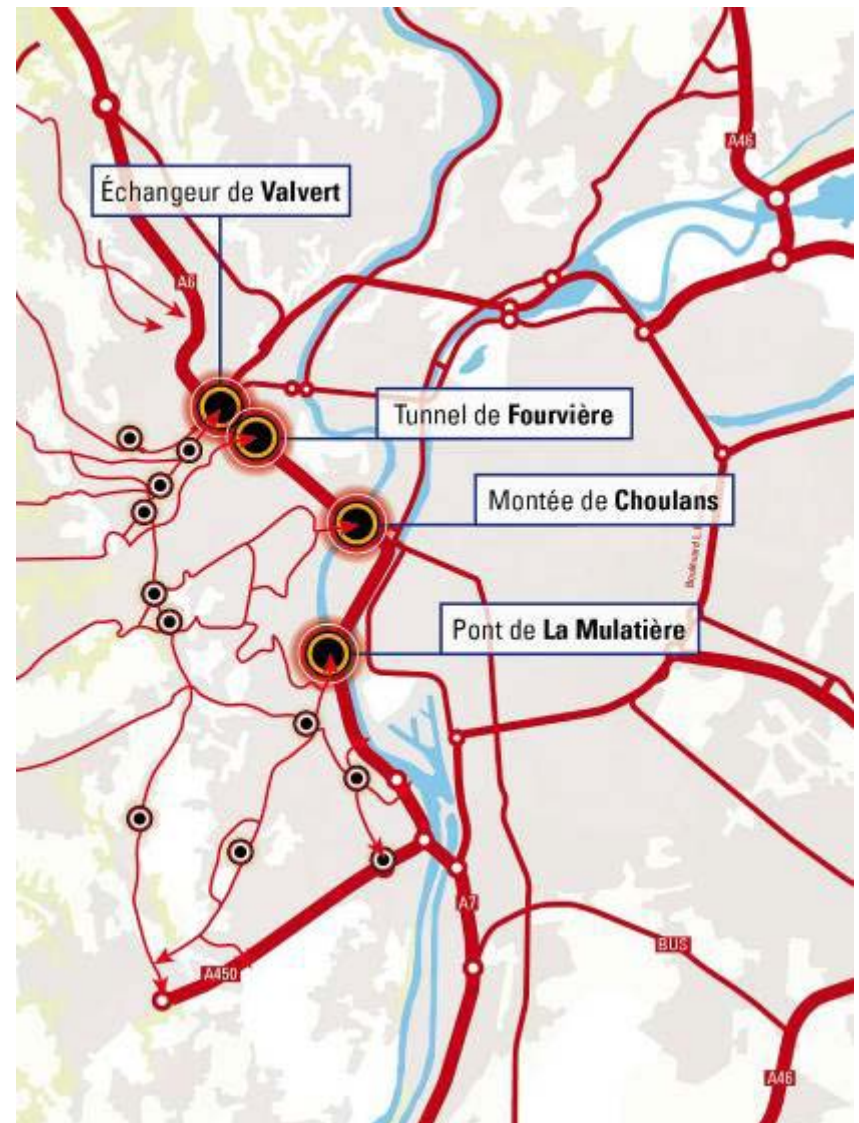 A46
Échangeur de Valvert
A6
Tunnel de Fourvière
Montée de Choulans
Boulevard L.
Pont de La Mulatière
A7
BUS
A450
A46